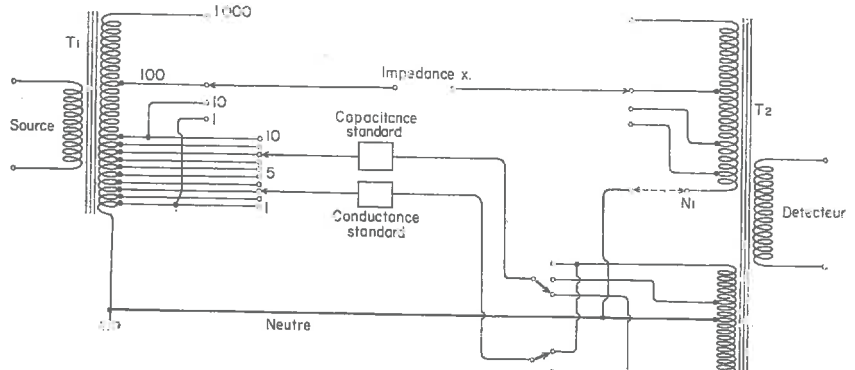 1000
T1
100
Impedance x.
10
1
T2
Source
Capacitance
standard
10
5
Conductance
standard
1
N1
Detecteur
Neutre